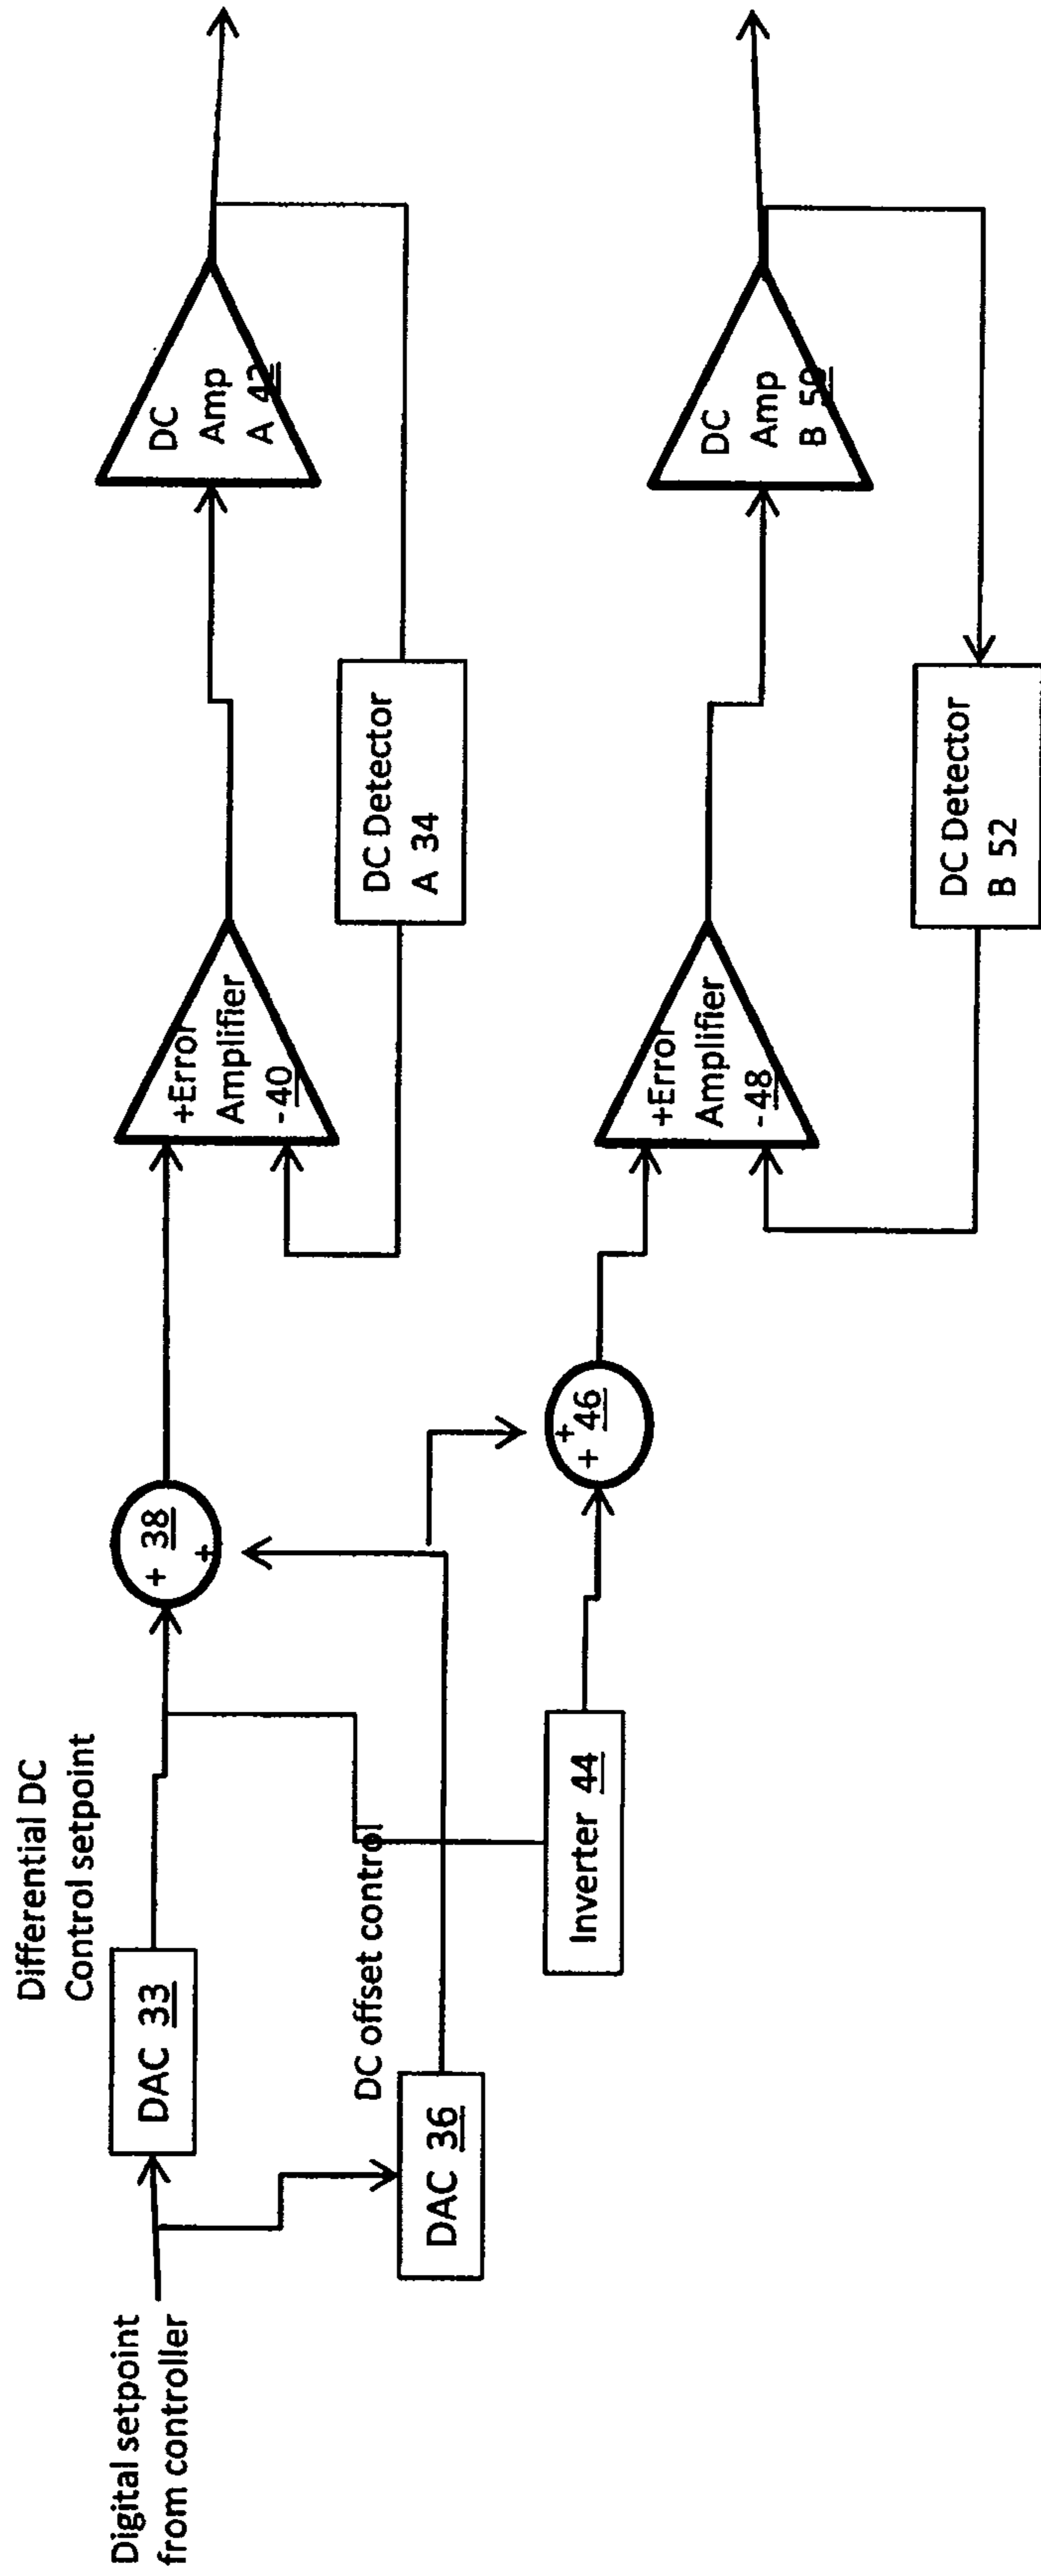 Digital setpoint
from controller
DAC 33
Differential DC
Control setpoint
DAC 36
DC offset control
Inverter 44
+ 38
+
+
+ 46
+Error
Amplifier
-40
+Error
Amplifier
-48
DC Detector
A 34
DC Detector
B 52
DC
Amp
A 42
DC
Amp
B 50